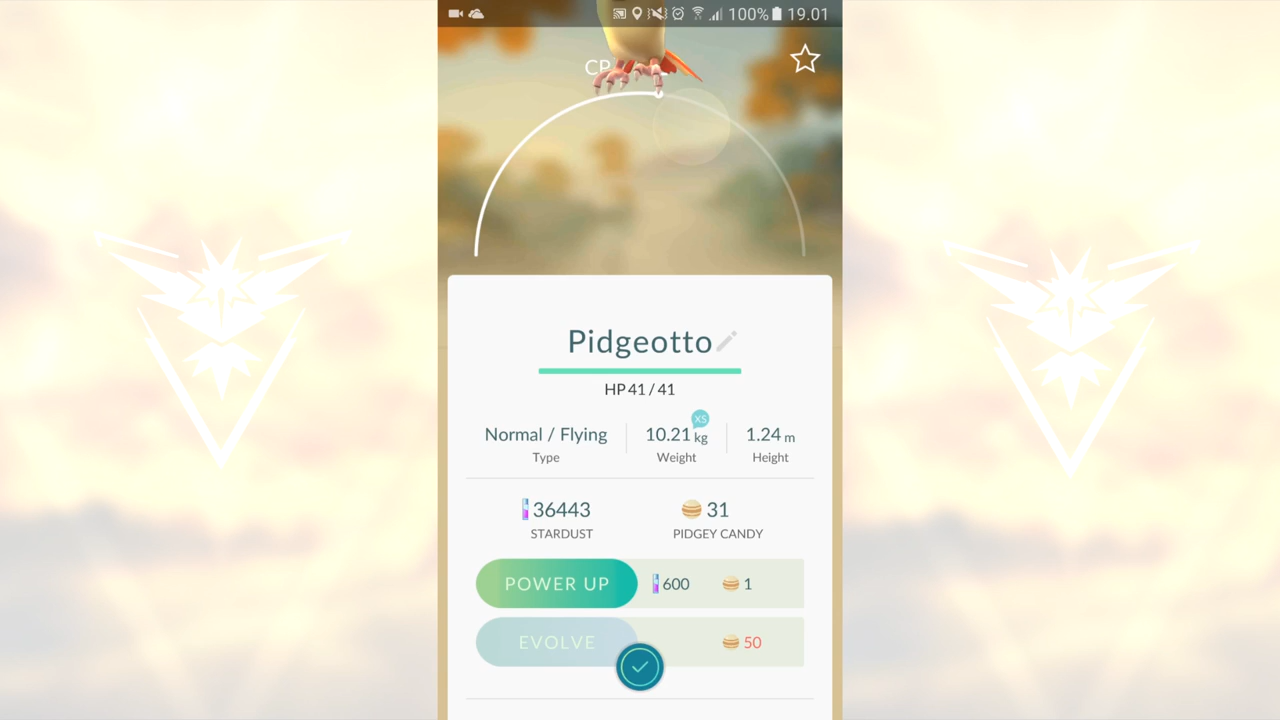 100% 19.01
CP
Pidgeotto
HP 41 / 41
XS
Normal / Flying 10.21 kg 1.24 m
Type Weight Height
36443 31
STARDUST PIDGEY CANDY
POWER UP 600 1
EVOLVE 50